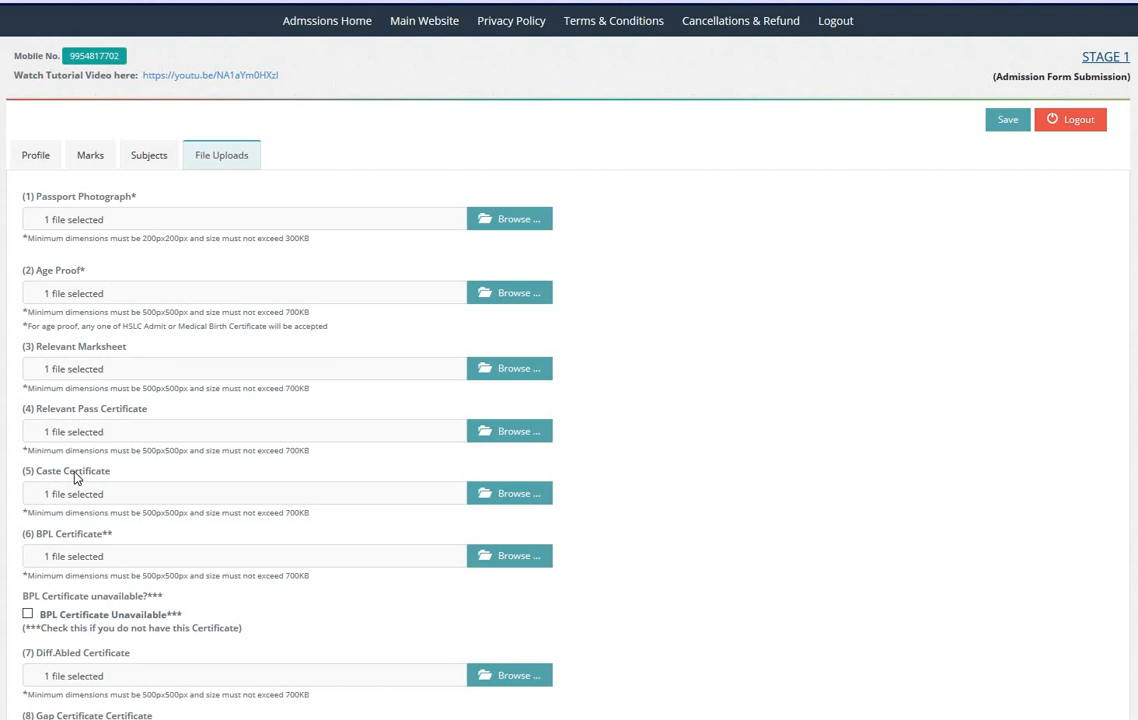 Admssions Home Main Website Privacy Policy Terms & Conditions Cancellations & Refund Logout
Mobile No. 9954817702
STAGE 1
Watch Tutorial Video here: https://youtu.be/NA1aYm0HXzI
(Admission Form Submission)
Save Logout
Profile Marks Subjects File Uploads
(1) Passport Photograph*
1 file selected Browse ...
*Minimum dimensions must be 200px200px and size must not exceed 300KB
(2) Age Proof*
1 file selected Browse ...
*Minimum dimensions must be 500px500px and size must not exceed 700KB
*For age proof, any one of HSLC Admit or Medical Birth Certificate will be accepted
(3) Relevant Marksheet
1 file selected Browse ...
*Minimum dimensions must be 500px500px and size must not exceed 700KB
(4) Relevant Pass Certificate
1 file selected Browse ...
*Minimum dimensions must be 500px500px and size must not exceed 700KB
(5) Caste Certificate
1 file selected Browse ...
*Minimum dimensions must be 500px500px and size must not exceed 700KB
(6) BPL Certificate**
1 file selected Browse ...
*Minimum dimensions must be 500px500px and size must not exceed 700KB
BPL Certificate unavailable?***
BPL Certificate Unavailable***
(***Check this if you do not have this Certificate)
(7) Diff.Abled Certificate
1 file selected Browse ...
*Minimum dimensions must be 500px500px and size must not exceed 700KB
(8) Gap Certificate Certificate